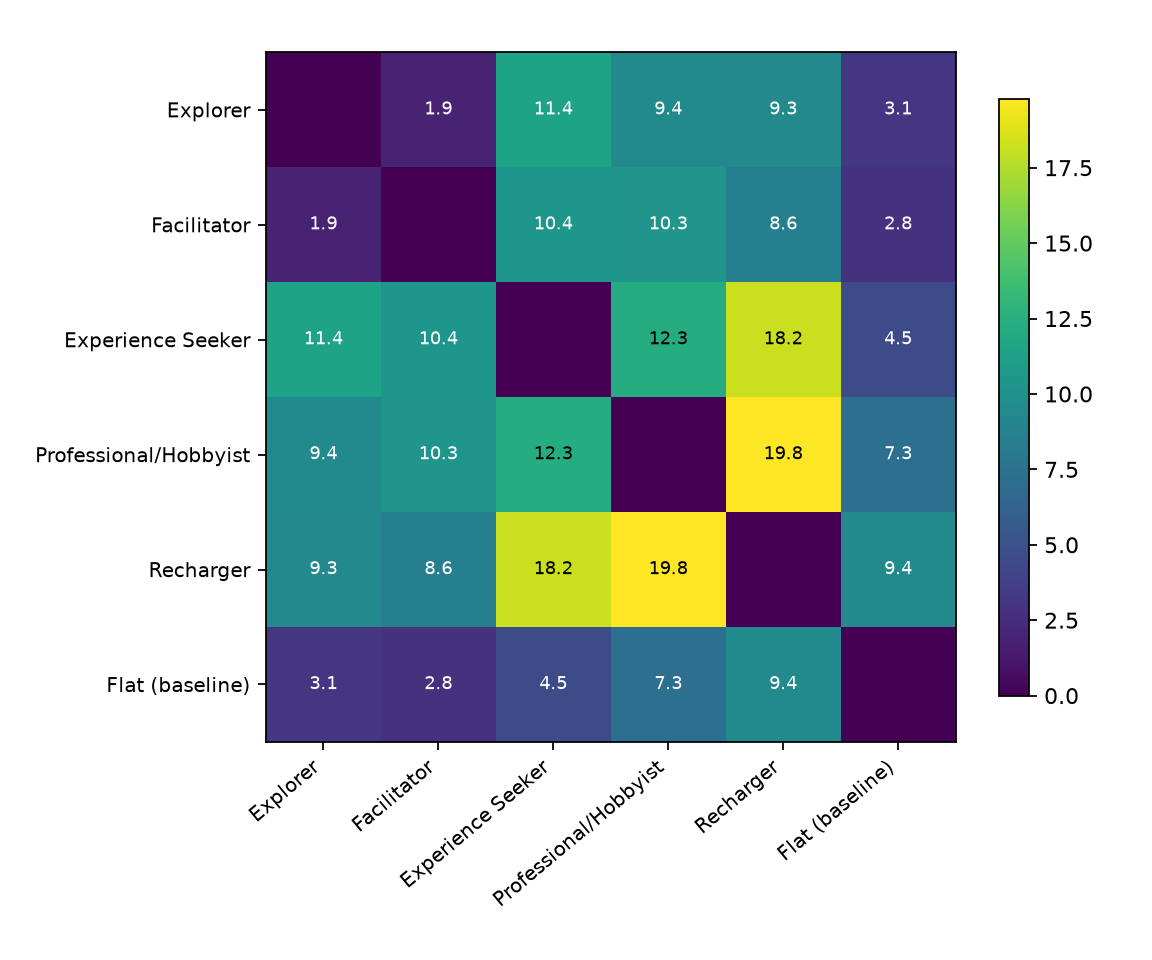 Explorer 1.9 11.4 9.4 9.3 3.1
Facilitator 1.9 10.4 10.3 8.6 2.8
Experience Seeker 11.4 10.4 12.3 18.2 4.5
Professional/Hobbyist 9.4 10.3 12.3 19.8 7.3
Recharger 9.3 8.6 18.2 19.8 9.4
Flat (baseline) 3.1 2.8 4.5 7.3 9.4
Explorer
Facilitator
Experience Seeker
Professional/Hobbyist
Recharger
Flat (baseline)
17.5
15.0
12.5
10.0
7.5
5.0
2.5
0.0